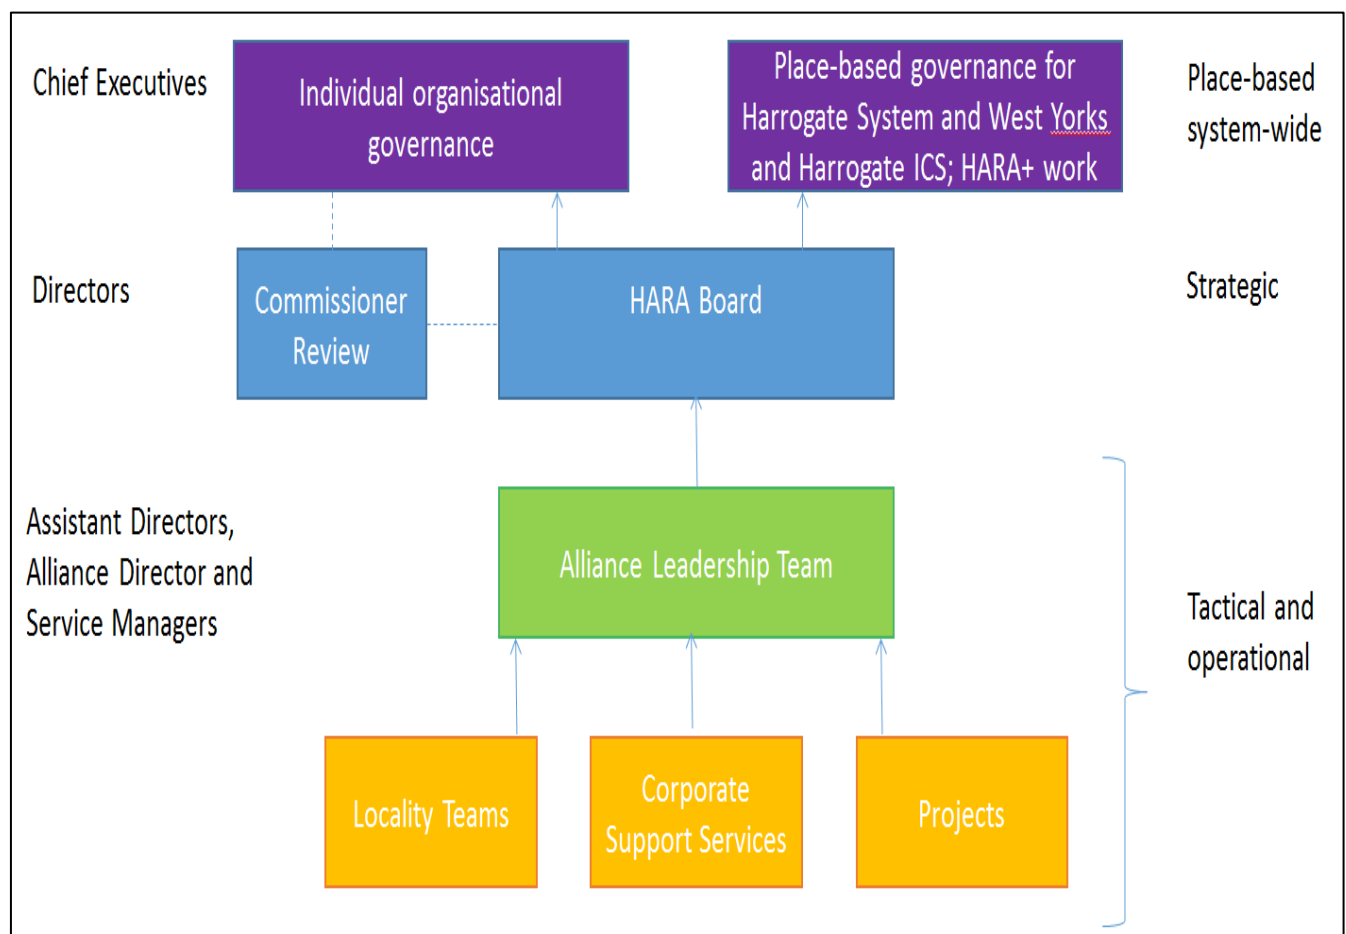 Chief Executives
Individual organisational
governance
Place-based governance for
Harrogate System and West Yorks
and Harrogate ICS; HARA+ work
Place-based
system-wide
Directors
Commissioner
Review
HARA Board
Strategic
Assistant Directors,
Alliance Director and
Service Managers
Alliance Leadership Team
Tactical and
operational
Locality Teams
Corporate
Support Services
Projects